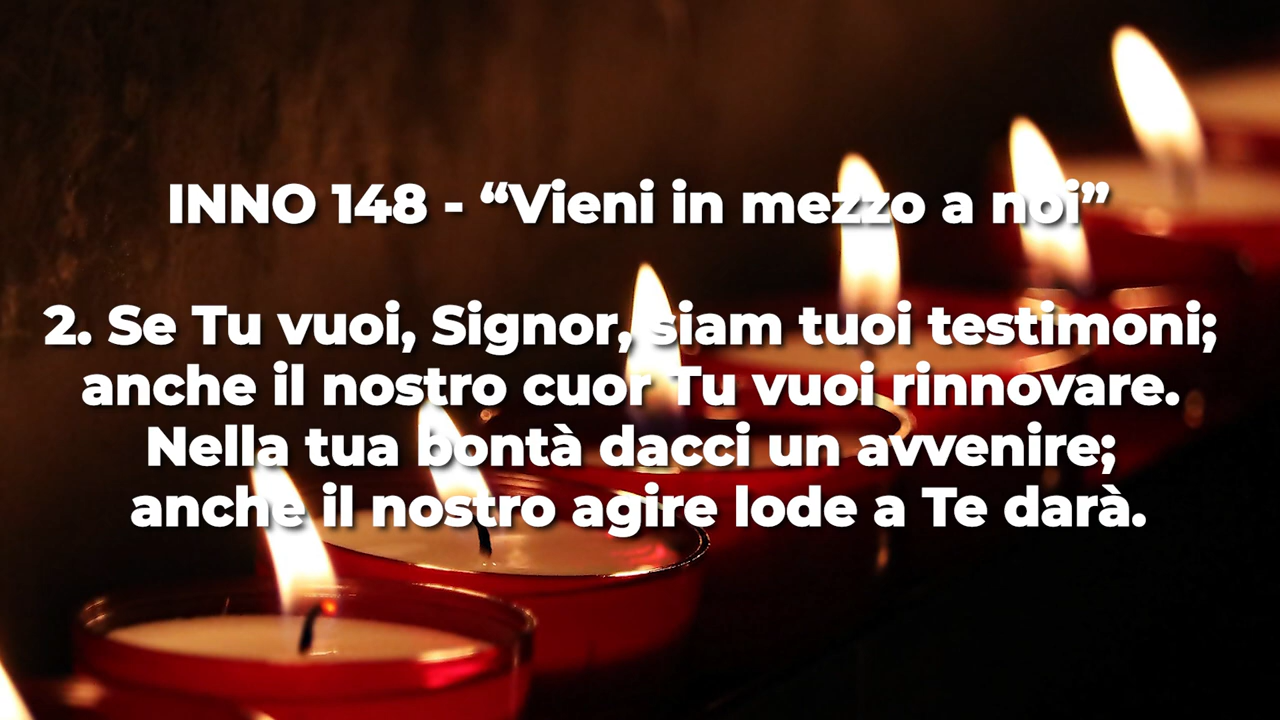 INNO 148 - “Vieni in mezzo a noi”
2. Se Tu vuoi, Signor, siam tuoi testimoni;
anche il nostro cuor Tu vuoi rinnovare.
Nella tua bontà dacci un avvenire;
anche il nostro agire lode a Te darà.